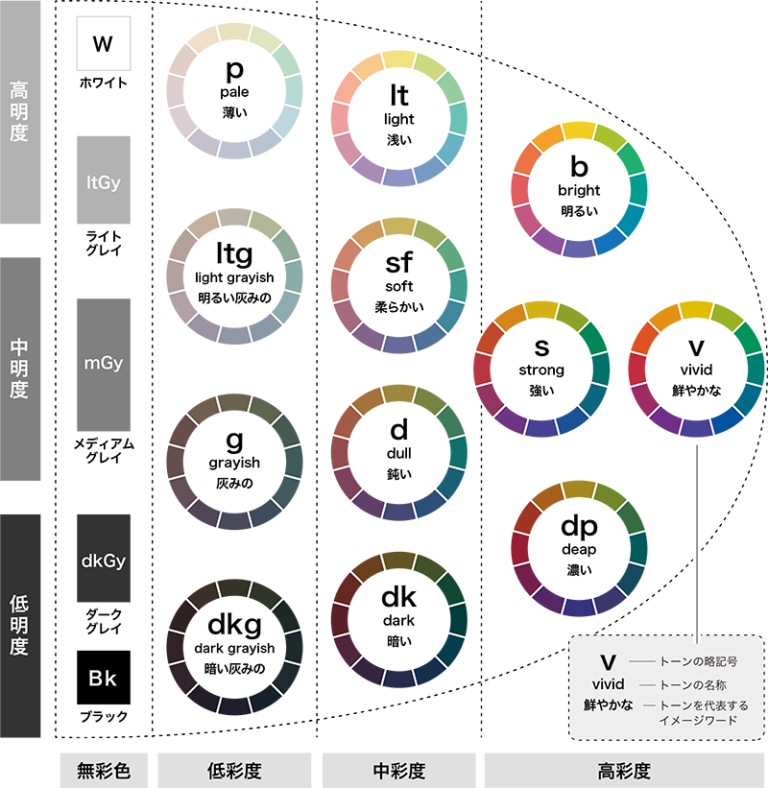 高明度
中明度
低明度
W
ホワイト
ltGy
ライト
グレイ
mGy
メディアム
グレイ
dkGy
ダーク
グレイ
Bk
ブラック
p
pale
薄い
ltg
light grayish
明るい灰みの
g
grayish
灰みの
dkg
dark grayish
暗い灰みの
lt
light
浅い
sf
soft
柔らかい
d
dull
鈍い
dk
dark
暗い
b
bright
明るい
s
strong
強い
v
vivid
鮮やかな
dp
deap
濃い
v トーンの略記号
vivid トーンの名称
鮮やかな トーンを代表する
イメージワード
無彩色
低彩度
中彩度
高彩度